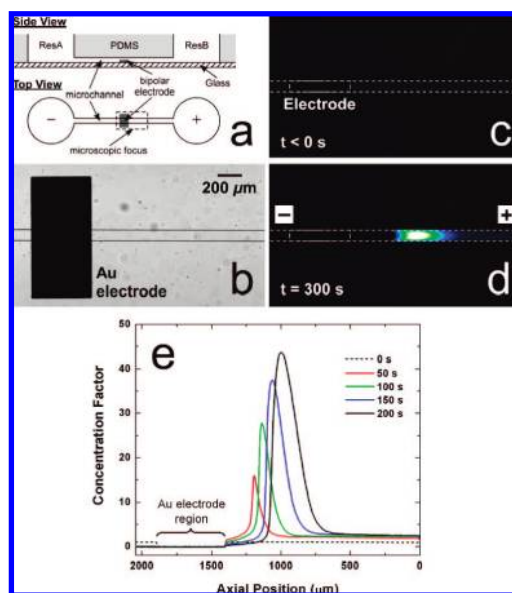 Side View
ResA
PDMS
ResB
bipolar
electrode
Glass
Top View
microchannel
−
+
microscopic focus
a
Electrode
t < 0 s
c
200 µm
Au
electrode
b
−
+
t = 300 s
d
e
Concentration Factor
50
40
30
20
10
0
0 s
50 s
100 s
150 s
200 s
Au electrode
region
2000
1500
1000
500
0
Axial Position (µm)